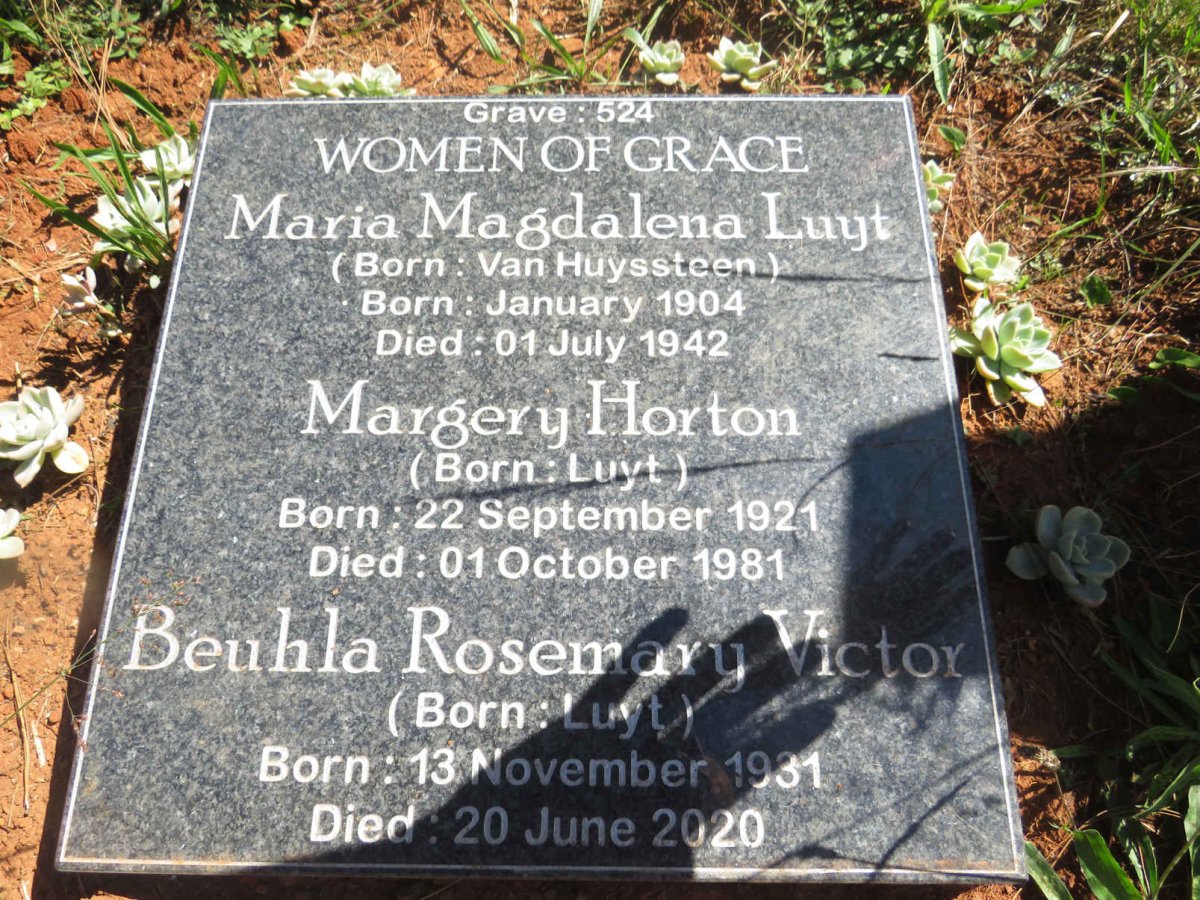 Grave : 524
WOMEN OF GRACE
Maria Magdalena Luyt
( Born : Van Huyssteen )
Born : January 1904
Died : 01 July 1942
Margery Horton
( Born : Luyt )
Born : 22 September 1921
Died : 01 October 1981
Beuhla Rosemary Victor
( Born : Luyt )
Born : 13 November 1931
Died : 20 June 2020